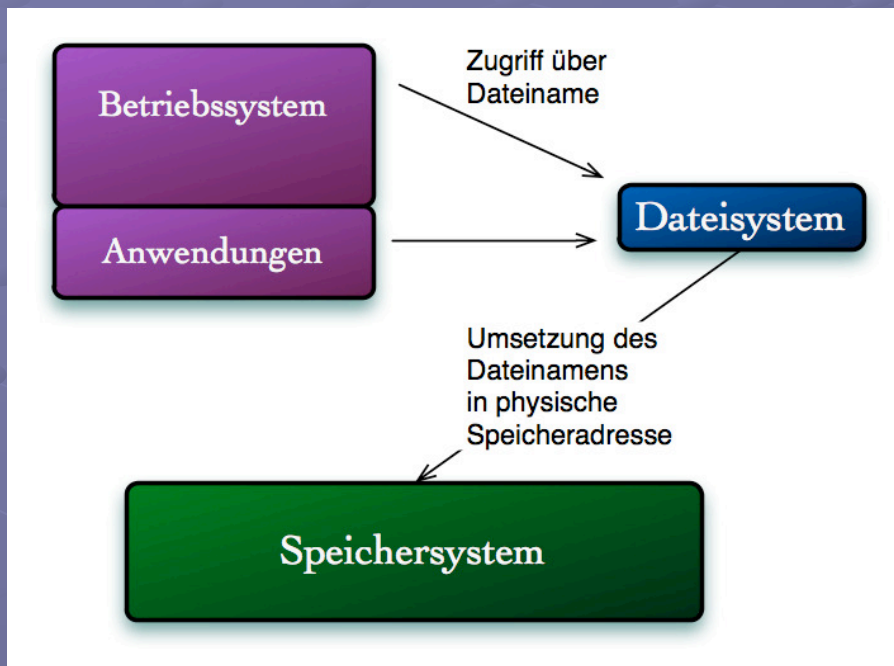 Betriebssystem
Zugriff über
Dateiname
Dateisystem
Anwendungen
Umsetzung des
Dateinamens
in physische
Speicheradresse
Speichersystem